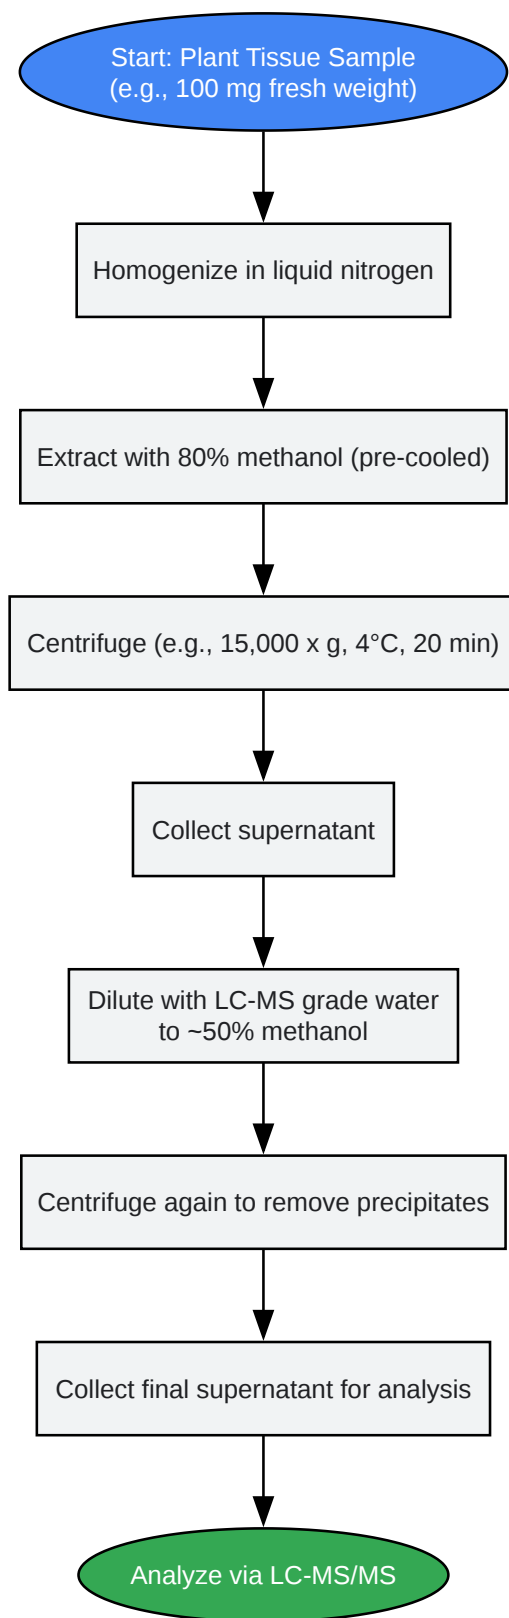 Start: Plant Tissue Sample
(e.g., 100 mg fresh weight)
Homogenize in liquid nitrogen
Extract with 80% methanol (pre-cooled)
Centrifuge (e.g., 15,000 x g, 4°C, 20 min)
Collect supernatant
Dilute with LC-MS grade water
to ~50% methanol
Centrifuge again to remove precipitates
Collect final supernatant for analysis
Analyze via LC-MS/MS